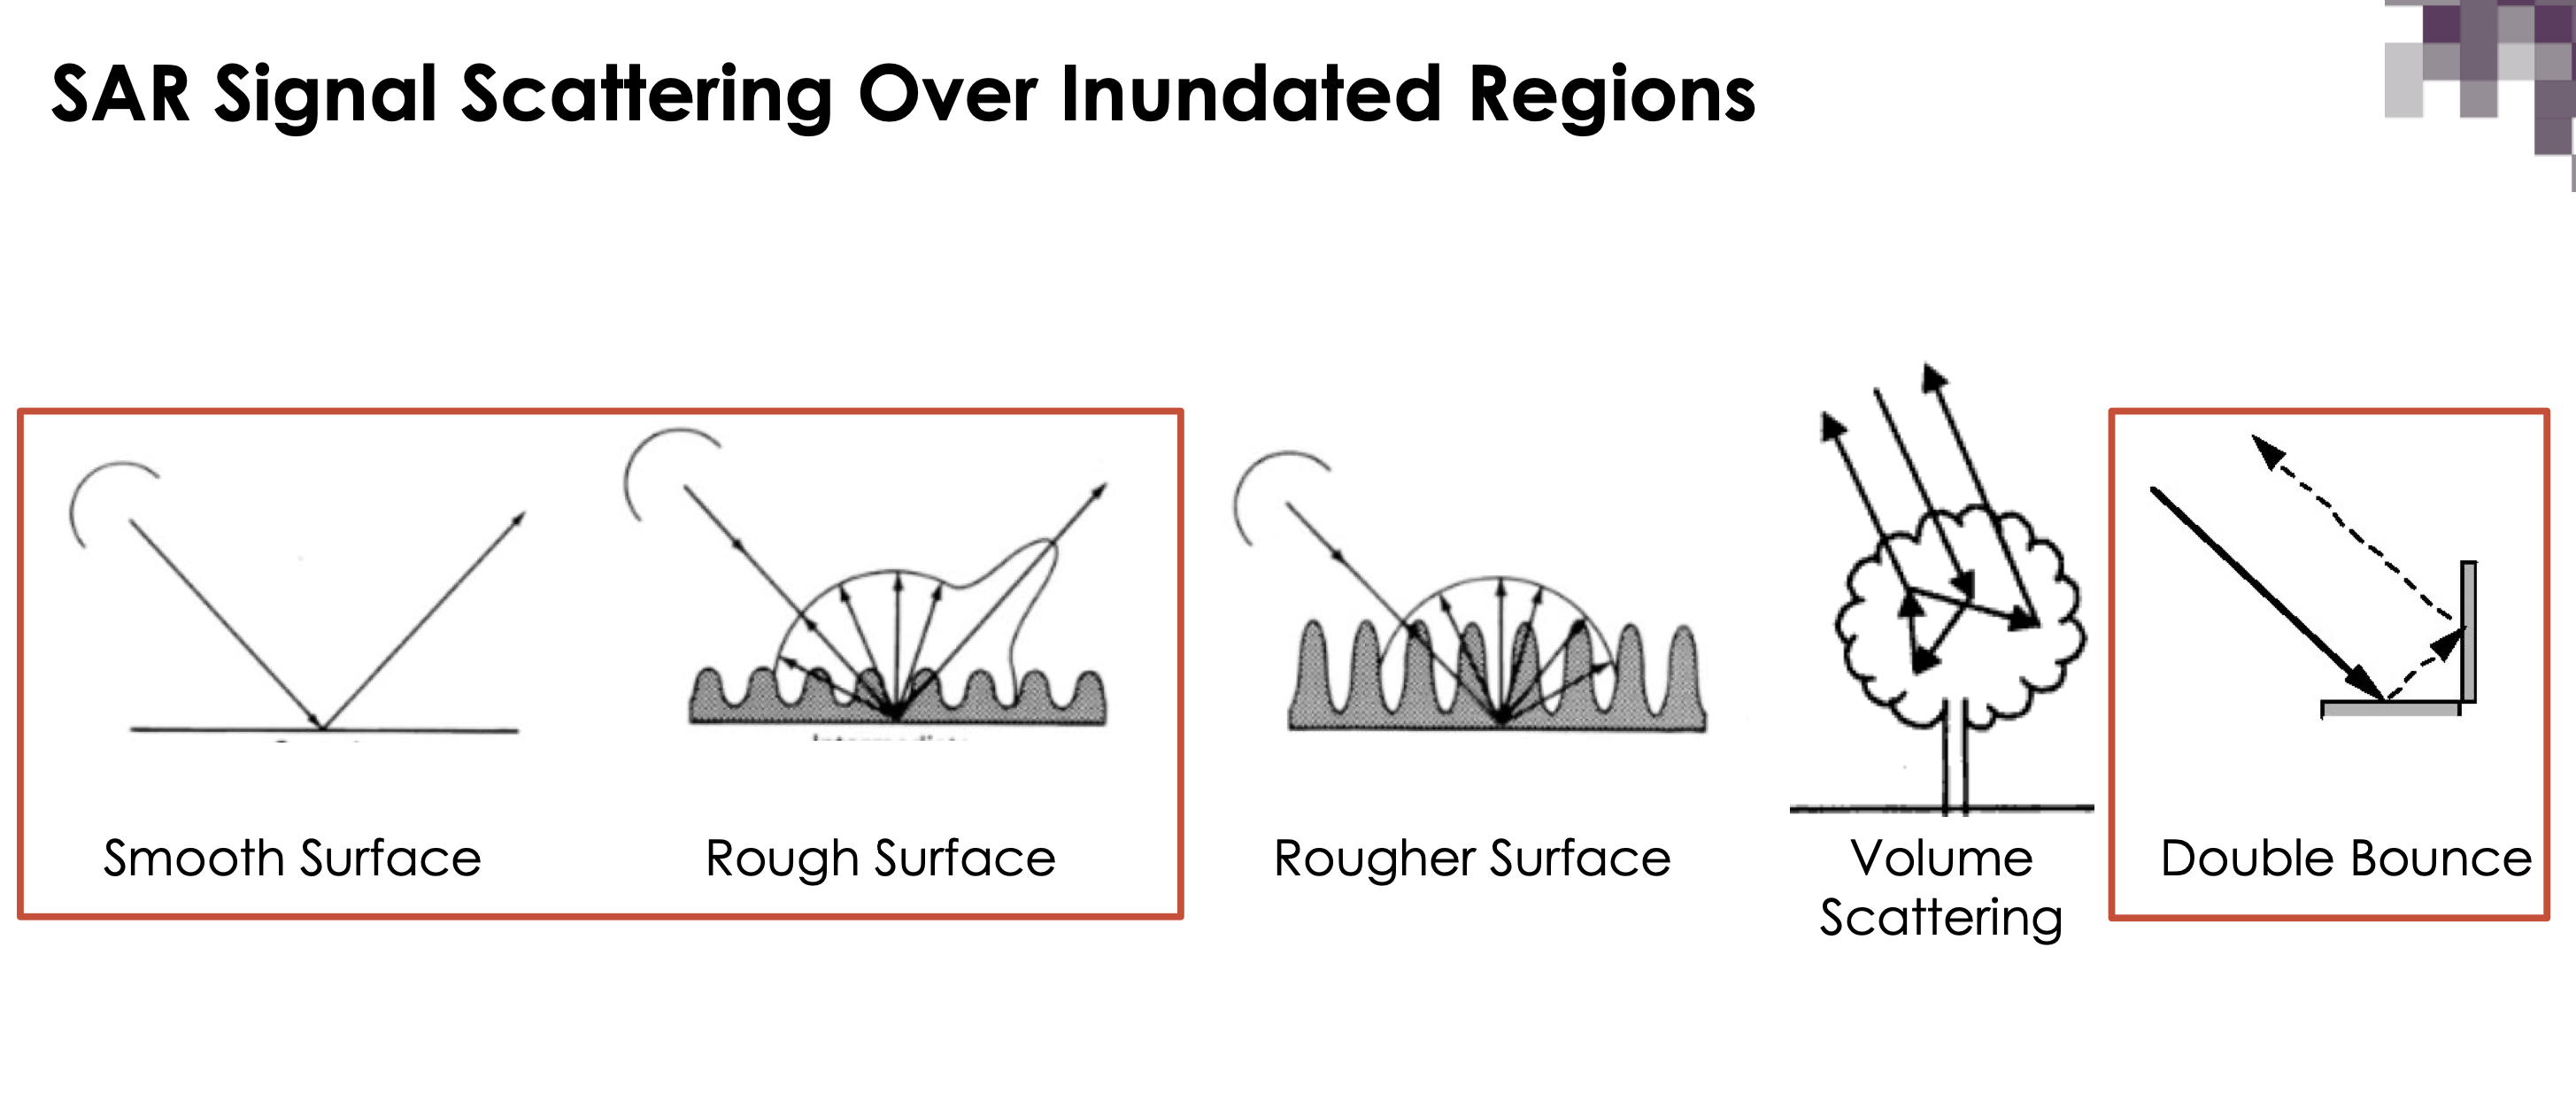 SAR Signal Scattering Over Inundated Regions
Smooth Surface
Rough Surface
Rougher Surface
Volume
Scattering
Double Bounce